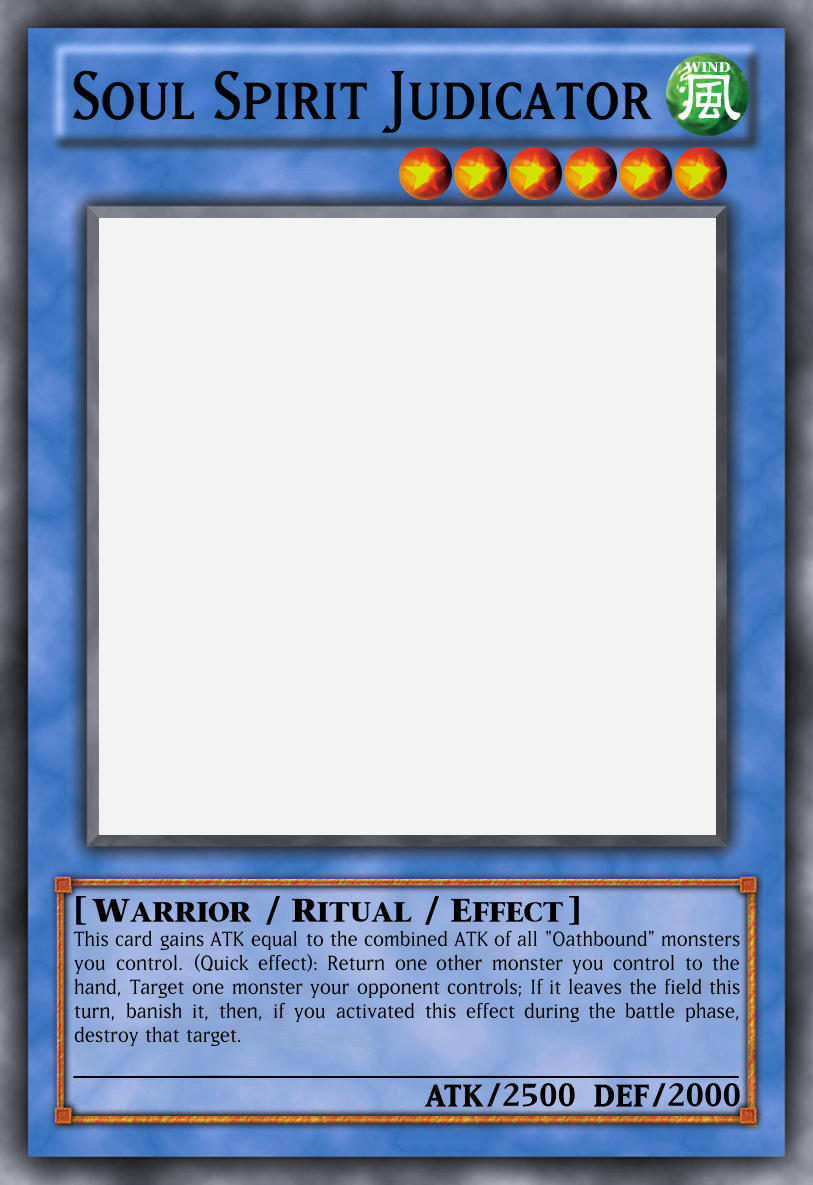 Soul Spirit Judicator
WIND
風
[ Warrior / Ritual / Effect ]
This card gains ATK equal to the combined ATK of all "Oathbound" monsters
you control. (Quick effect): Return one other monster you control to the
hand, Target one monster your opponent controls; If it leaves the field this
turn, banish it, then, if you activated this effect during the battle phase,
destroy that target.
ATK/2500 DEF/2000